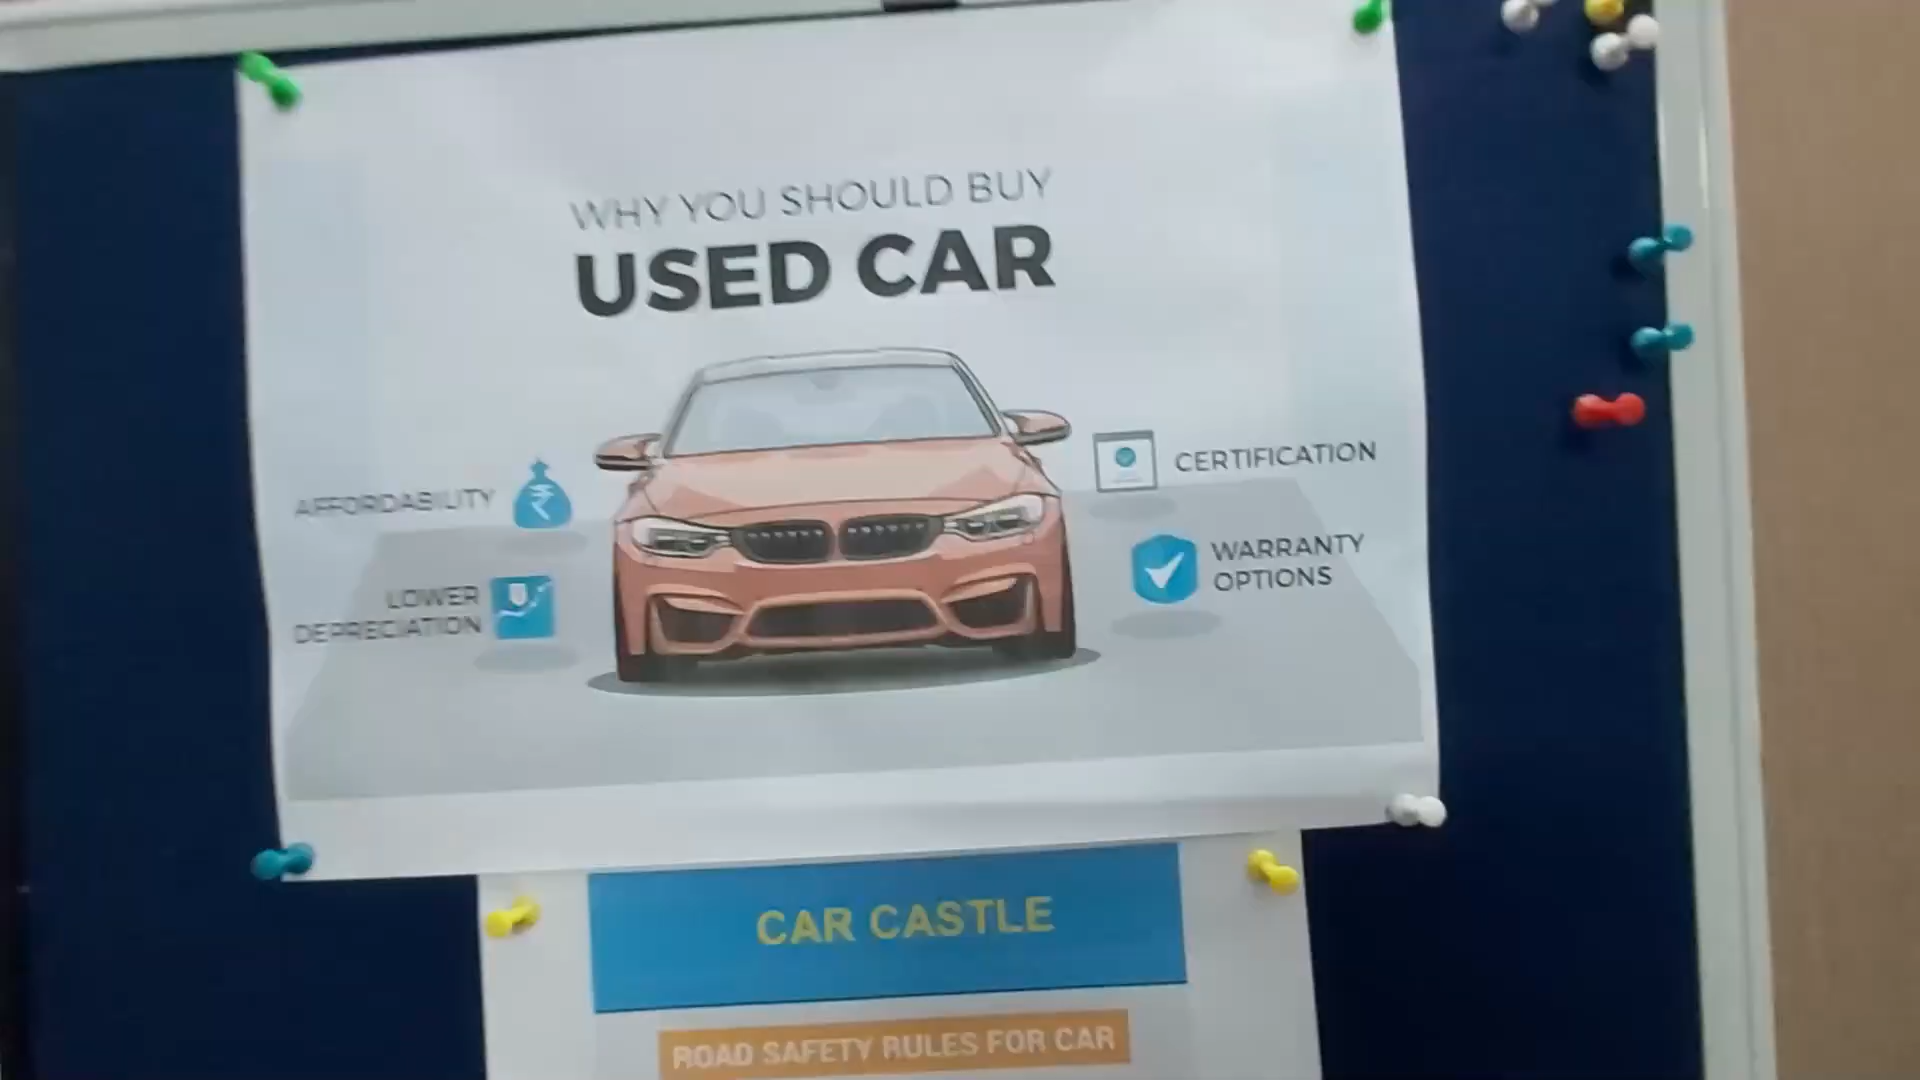 WHY YOU SHOULD BUY
USED CAR
AFFORDABILITY
₹
LOWER
DEPRECIATION
CERTIFICATION
WARRANTY
OPTIONS
CAR CASTLE
ROAD SAFETY RULES FOR CAR